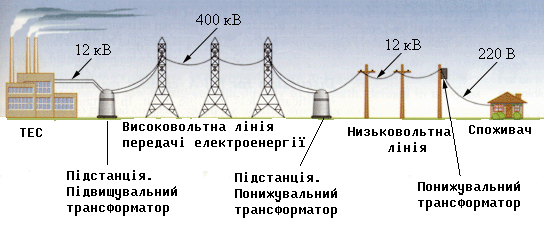 400 кВ
12 кВ
12 кВ
220 В
ТЕС
Високовольтна лінія
передачі електроенергії
Низьковольтна
лінія
Споживач
Підстанція.
Підвищувальний
трансформатор
Підстанція.
Понижувальний
трансформатор
Понижувальний
трансформатор